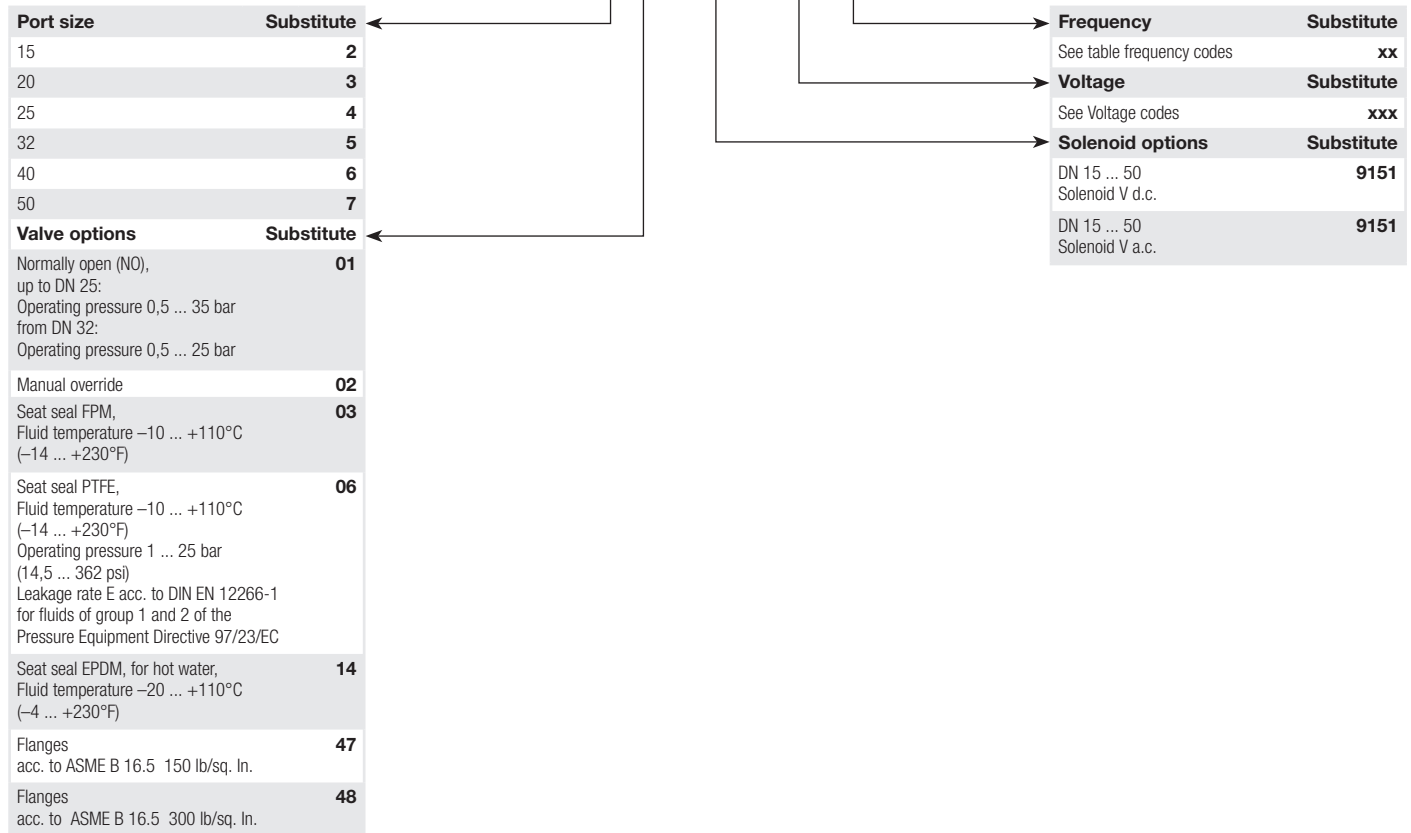 Port size Substitute
15 2
20 3
25 4
32 5
40 6
50 7
Valve options Substitute
Normally open (NO), 01
up to DN 25:
Operating pressure 0,5 ... 35 bar
from DN 32:
Operating pressure 0,5 ... 25 bar
Manual override 02
Seat seal FPM, 03
Fluid temperature –10 ... +110°C
(–14 ... +230°F)
Seat seal PTFE, 06
Fluid temperature –10 ... +110°C
(–14 ... +230°F)
Operating pressure 1 ... 25 bar
(14,5 ... 362 psi)
Leakage rate E acc. to DIN EN 12266-1
for fluids of group 1 and 2 of the
Pressure Equipment Directive 97/23/EC
Seat seal EPDM, for hot water, 14
Fluid temperature –20 ... +110°C
(–4 ... +230°F)
Flanges 47
acc. to ASME B 16.5 150 lb/sq. In.
Flanges 48
acc. to ASME B 16.5 300 lb/sq. In.
Frequency Substitute
See table frequency codes xx
Voltage Substitute
See Voltage codes xxx
Solenoid options Substitute
DN 15 ... 50 9151
Solenoid V d.c.
DN 15 ... 50 9151
Solenoid V a.c.